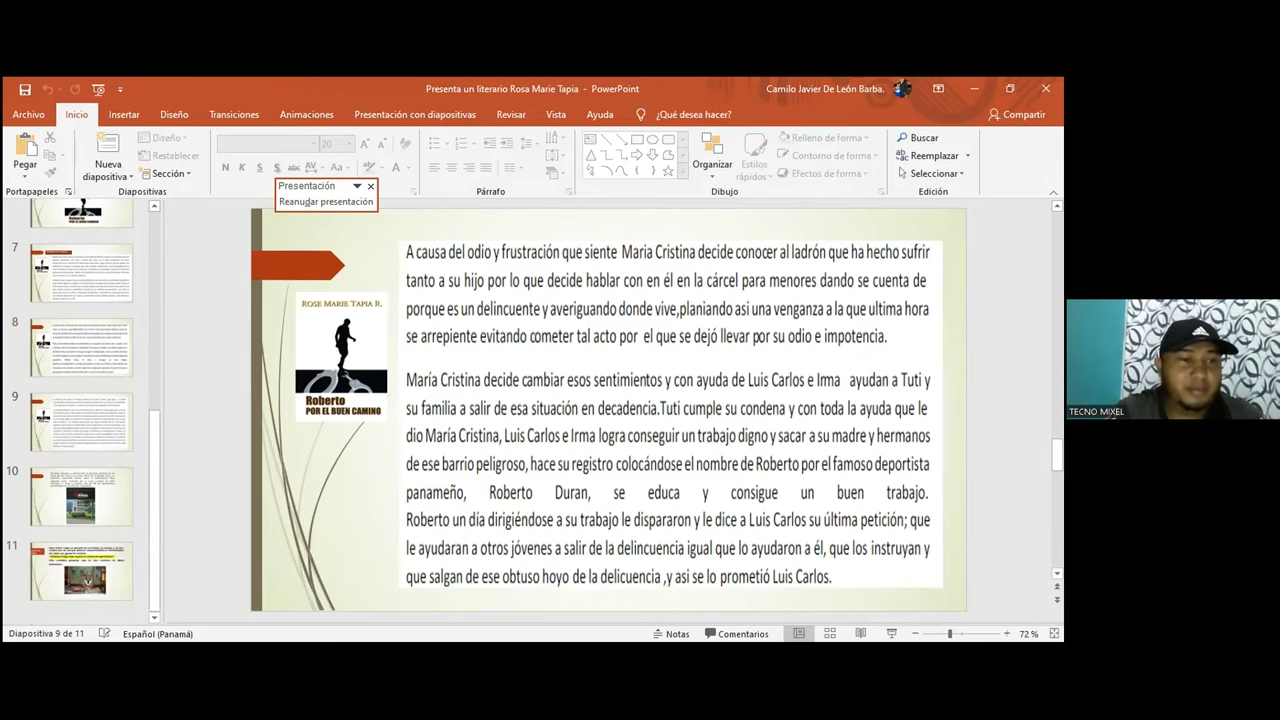 Presenta un literario Rosa Marie Tapia - PowerPoint
Camilo Javier De León Barba.
Archivo Inicio Insertar Diseño Transiciones Animaciones Presentación con diapositivas Revisar Vista Ayuda ¿Qué desea hacer? Compartir
Pegar
Nueva diapositiva
Diseño
Restablecer
Sección
20
N K S S abc AV Aa A
Organizar
Estilos rápidos
Relleno de forma
Contorno de forma
Efectos de forma
Buscar
Reemplazar
Seleccionar
Portapapeles Diapositivas Párrafo Dibujo Edición
Presentación
Reanudar presentación
7
8
9
10
11
ROSE MARIE TAPIA R.
Roberto
POR EL BUEN CAMINO
A causa del odio y frustración que siente Maria Cristina decide conocer al ladrón que ha hecho sufrir
tanto a su hijo, en que decide hablar con en él en la cárcel para menores dando se cuenta de
porque es un delincuente y averiguando donde vive,planiando así una venganza a la que ultima hora
se arrepiente evitando cometer tal acto por el que se dejó llevar por su odio e impotencia.
María Cristina decide cambiar esos sentimientos y con ayuda de Luis Carlos e Irma ayudan a Tuti y
su familia a salir de esa situación en decadencia.Tuti cumple su condena y con toda la ayuda que le
dio María Cristina, Luis Carlos e Irma logra conseguir un trabajo digno y sacar a su madre y hermanos
de ese barrio peligroso, hace su registro colocándose el nombre de Roberto por el famoso deportista
panameño, Roberto Duran, se educa y consigue un buen trabajo.
Roberto un día dirigiéndose a su trabajo le dispararon y le dice a Luis Carlos su última petición; que
le ayudaran a otros jóvenes a salir de la delincuencia igual que lo ayudaron a él, que los instruyan y
que salgan de ese obtuso hoyo de la delicuencia ,y asi se lo prometió Luis Carlos.
TECNO MIXEL
Diapositiva 9 de 11 Español (Panamá) Notas Comentarios 72 %